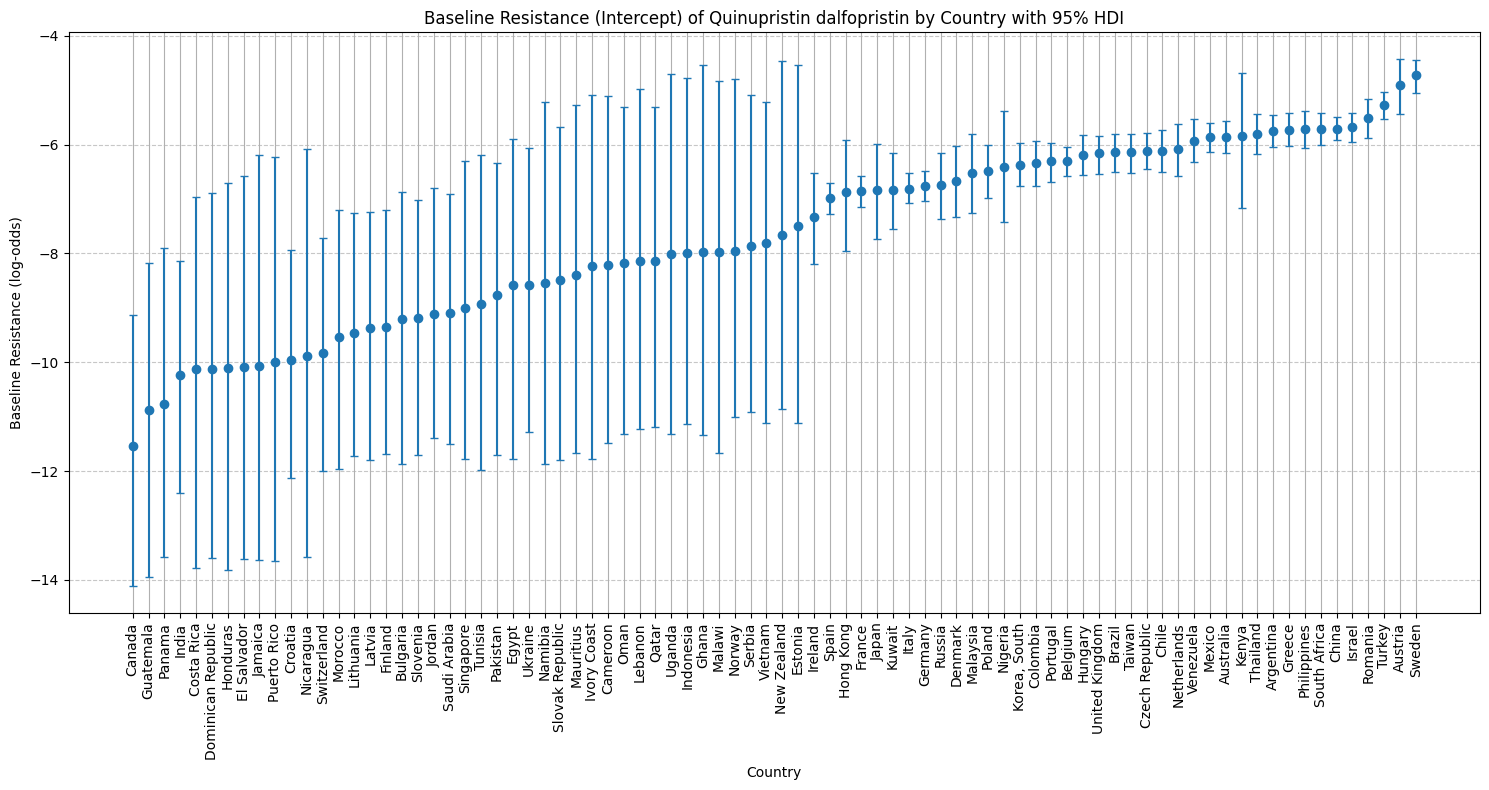 Baseline Resistance (Intercept) of Quinupristin dalfopristin by Country with 95% HDI
Baseline Resistance (log-odds)
−4
−6
−8
−10
−12
−14
Canada
Guatemala
Panama
India
Costa Rica
Dominican Republic
Honduras
El Salvador
Jamaica
Puerto Rico
Croatia
Nicaragua
Switzerland
Morocco
Lithuania
Latvia
Finland
Bulgaria
Slovenia
Jordan
Saudi Arabia
Singapore
Tunisia
Pakistan
Egypt
Ukraine
Namibia
Slovak Republic
Mauritius
Ivory Coast
Cameroon
Oman
Lebanon
Qatar
Uganda
Indonesia
Ghana
Malawi
Norway
Serbia
Vietnam
New Zealand
Estonia
Ireland
Spain
Hong Kong
France
Japan
Kuwait
Italy
Germany
Russia
Denmark
Malaysia
Poland
Nigeria
Korea, South
Colombia
Portugal
Belgium
Hungary
United Kingdom
Brazil
Taiwan
Czech Republic
Chile
Netherlands
Venezuela
Mexico
Australia
Kenya
Thailand
Argentina
Greece
Philippines
South Africa
China
Israel
Romania
Turkey
Austria
Sweden
Country